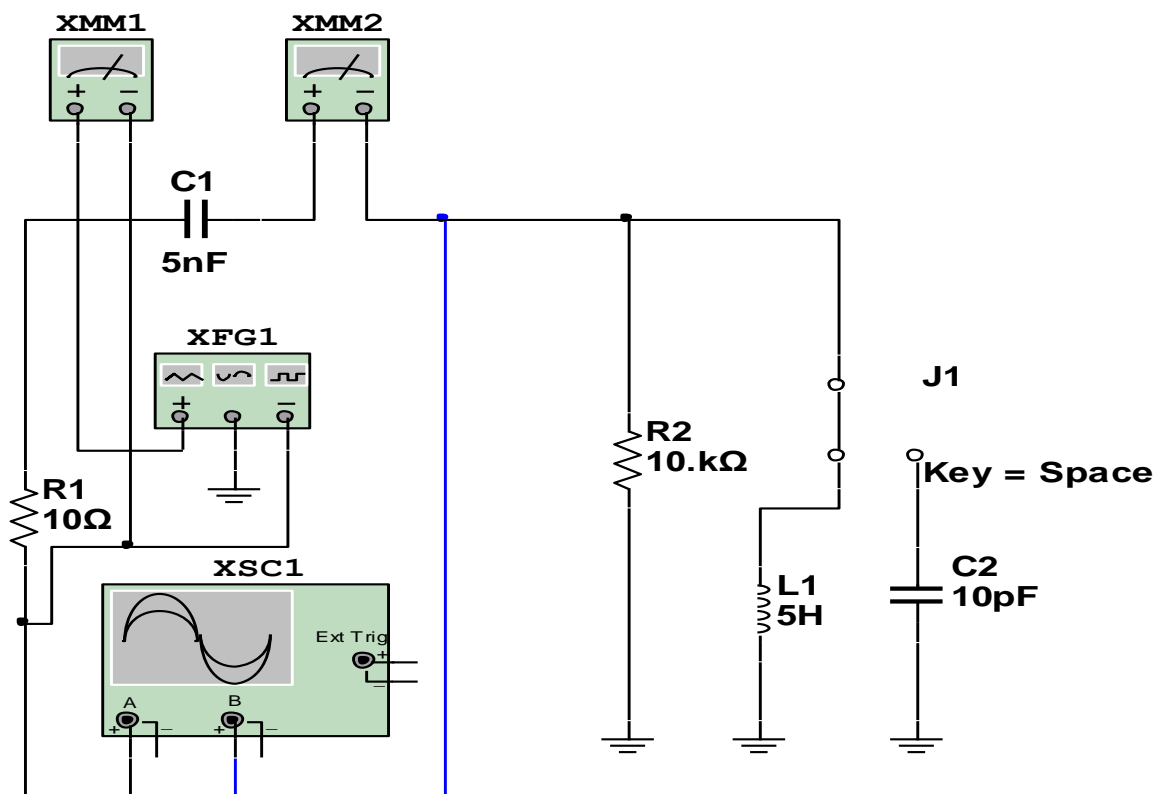 XMM1
XMM2
+ −
+ −
C1
5nF
XFG1
+ −
R1
10Ω
R2
10.kΩ
J1
Key = Space
XSC1
Ext Trig
+
−
A
B
+ −
+ −
L1
5H
C2
10pF